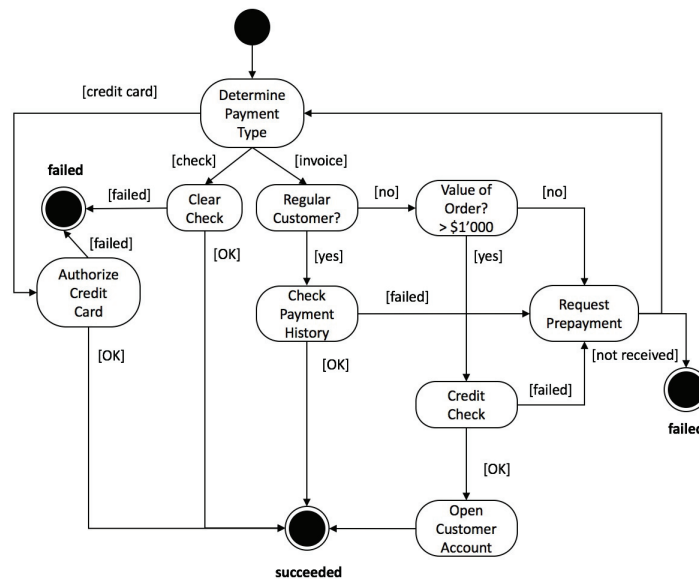 [credit card]
Determine
Payment
Type
[check]
[invoice]
failed
[failed]
Clear
Check
Regular
Customer?
[no]
Value of
Order?
> $1'000
[no]
[failed]
[OK]
[yes]
[yes]
Authorize
Credit
Card
Check
Payment
History
[failed]
Request
Prepayment
[OK]
[OK]
[not received]
Credit
Check
[failed]
failed
[OK]
Open
Customer
Account
succeeded